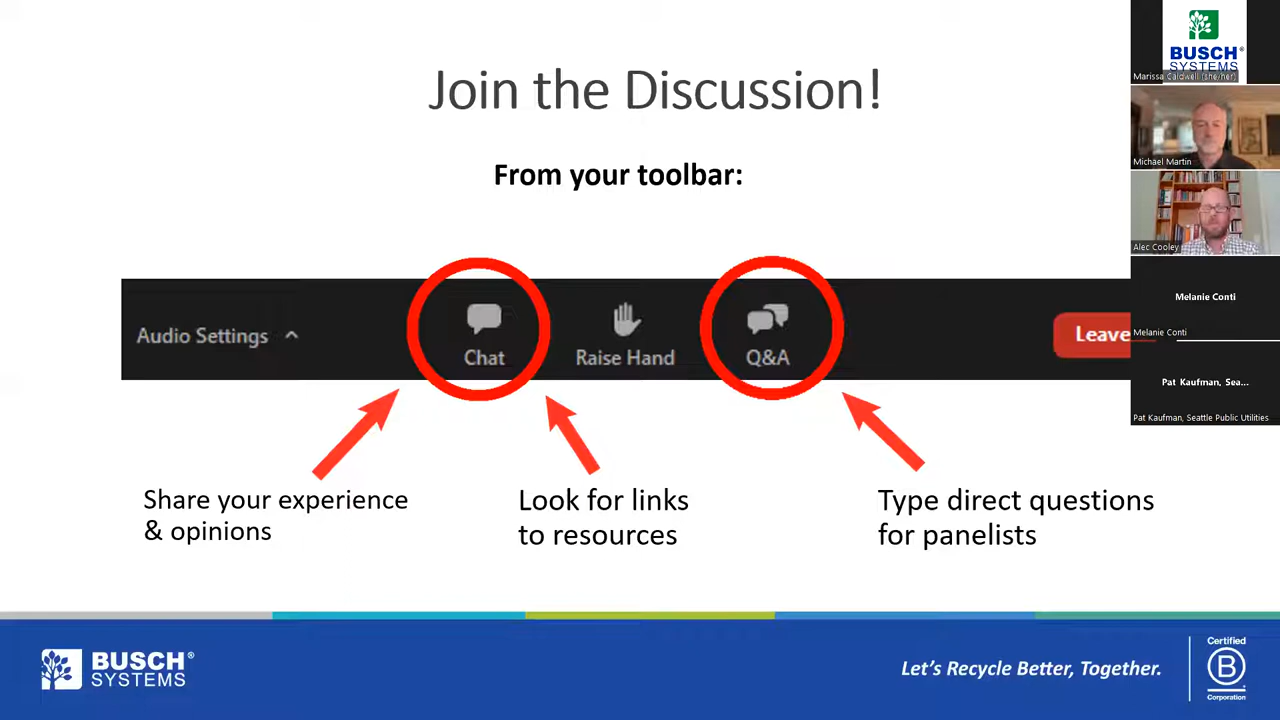 Join the Discussion!
From your toolbar:
Audio Settings
Chat
Raise Hand
Q&A
Leave
Share your experience
& opinions
Look for links
to resources
Type direct questions
for panelists
BUSCH®
SYSTEMS
Let's Recycle Better, Together.
Certified
B
Corporation
BUSCH®
SYSTEMS
Marissa Caldwell (she/her)
Michael Martin
Alec Cooley
Melanie Conti
Melanie Conti
Pat Kaufman, Sea...
Pat Kaufman, Seattle Public Utilities